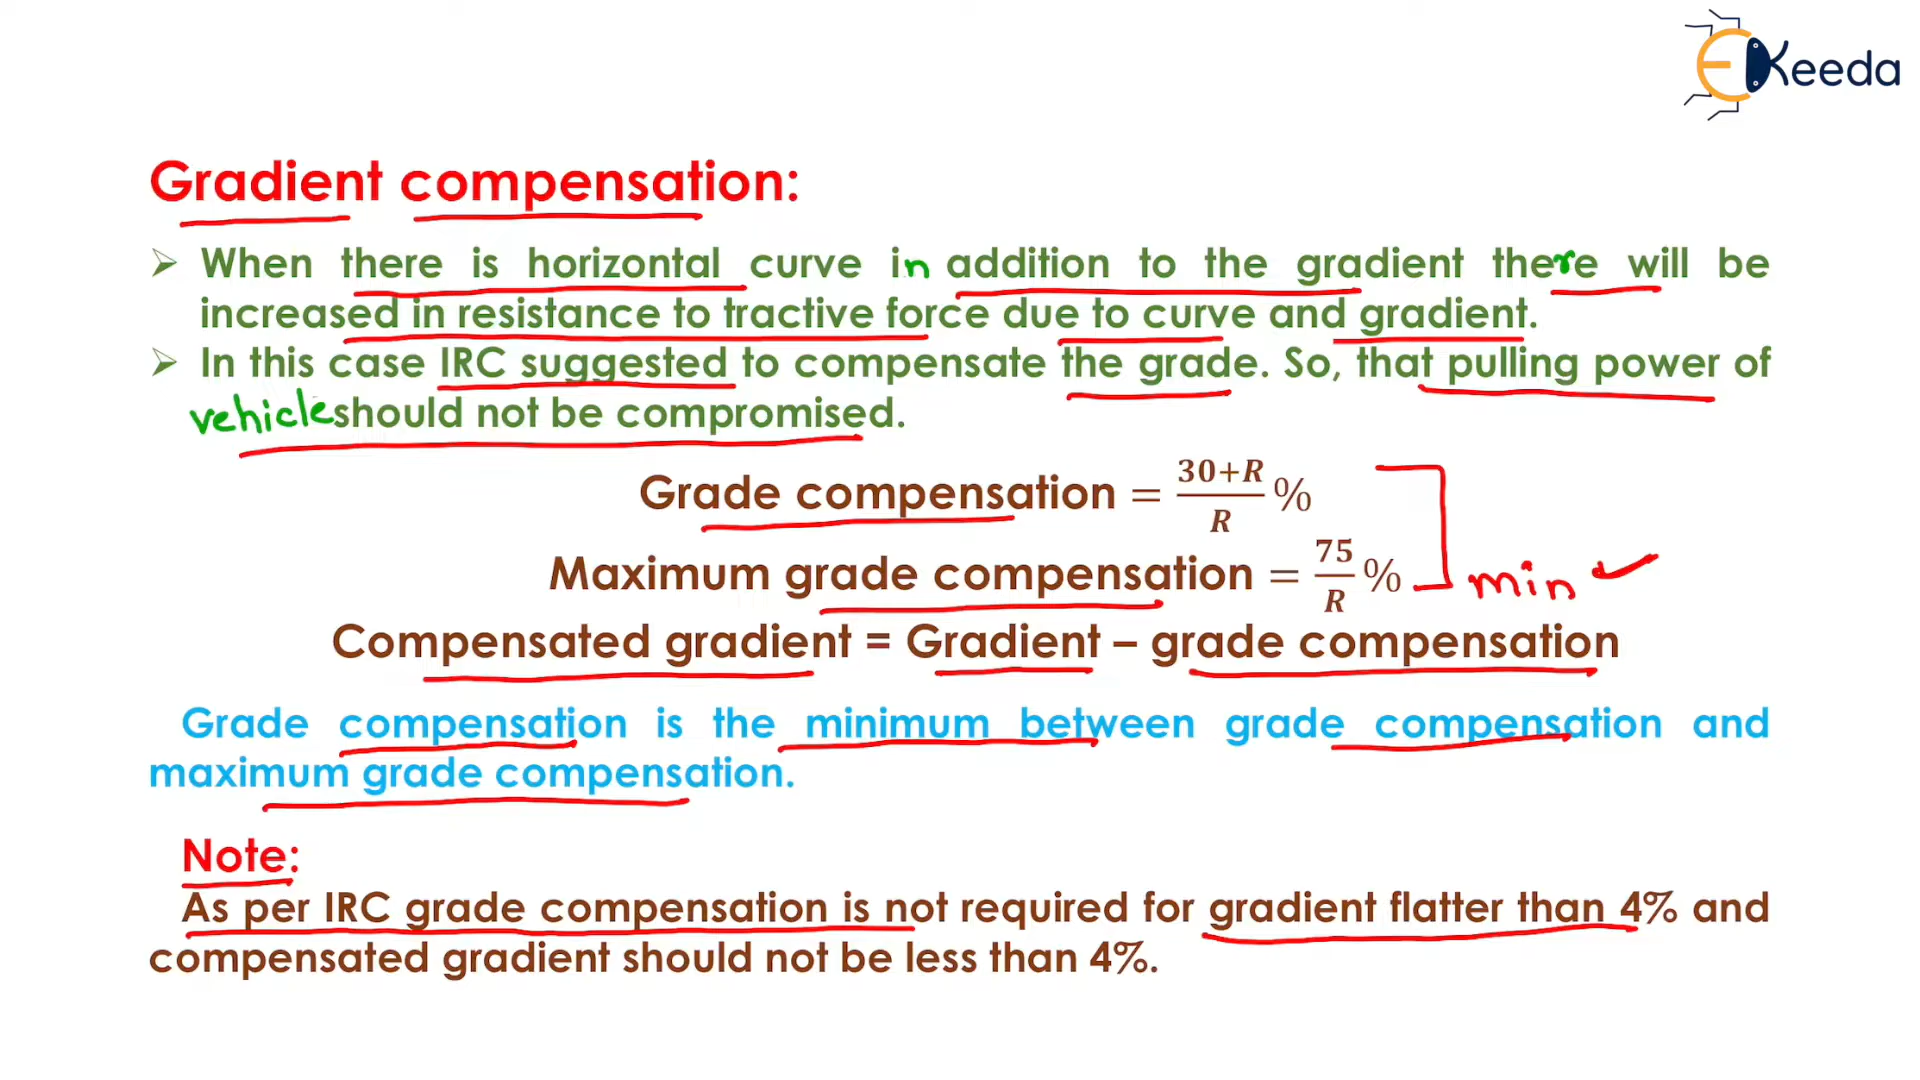 EKeeda
Gradient compensation:
➢ When there is horizontal curve in addition to the gradient there will be
increased in resistance to tractive force due to curve and gradient.
➢ In this case IRC suggested to compensate the grade. So, that pulling power of
vehicle should not be compromised.
Grade compensation = \frac{30+R}{R} %
Maximum grade compensation = \frac{75}{R} %
min
Compensated gradient = Gradient – grade compensation
Grade compensation is the minimum between grade compensation and
maximum grade compensation.
Note:
As per IRC grade compensation is not required for gradient flatter than 4% and
compensated gradient should not be less than 4%.